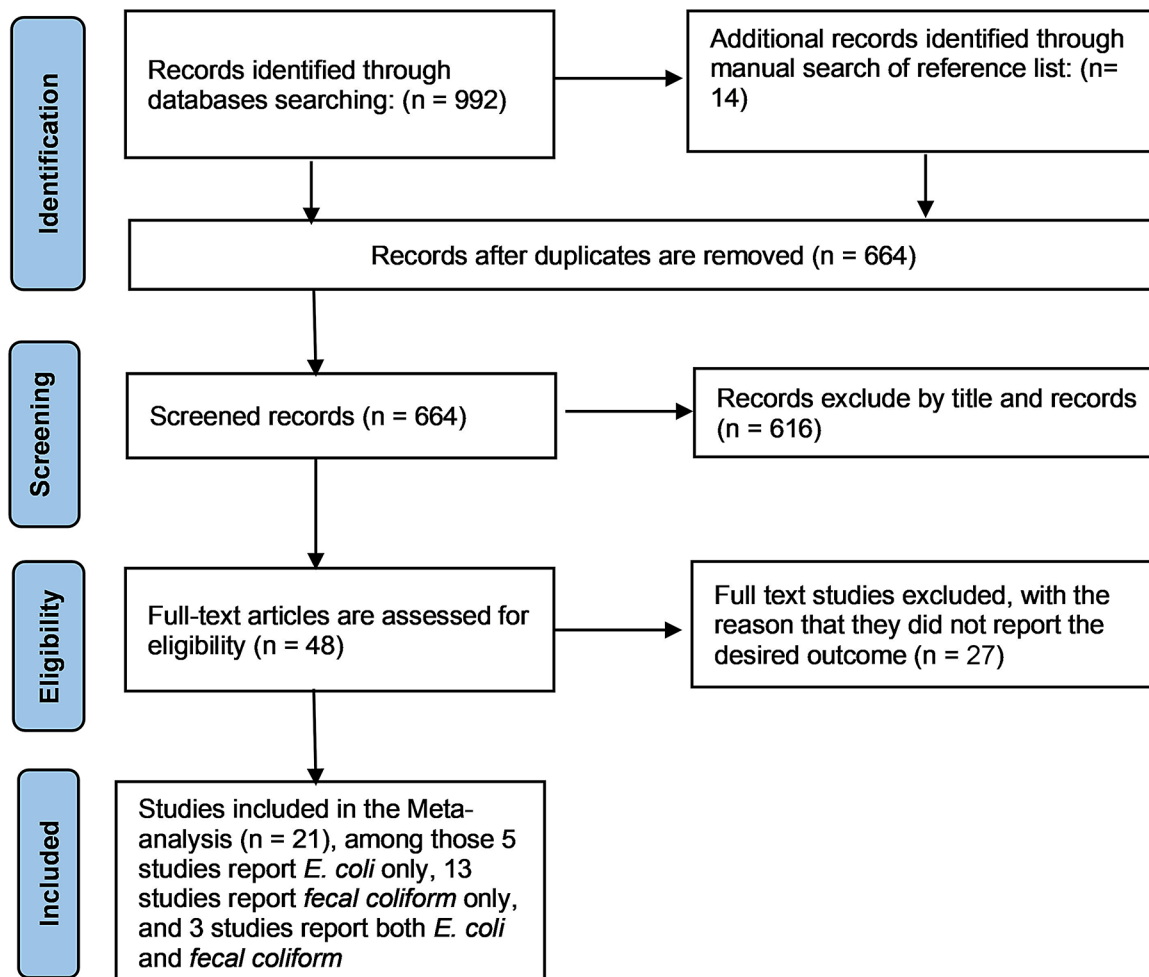 Identification
Records identified through
databases searching: (n = 992)
Additional records identified through
manual search of reference list: (n=
14)
Records after duplicates are removed (n = 664)
Screening
Screened records (n = 664)
Records exclude by title and records
(n = 616)
Eligibility
Full-text articles are assessed for
eligibility (n = 48)
Full text studies excluded, with the
reason that they did not report the
desired outcome (n = 27)
Included
Studies included in the Meta-
analysis (n = 21), among those 5
studies report E. coli only, 13
studies report fecal coliform only,
and 3 studies report both E. coli
and fecal coliform